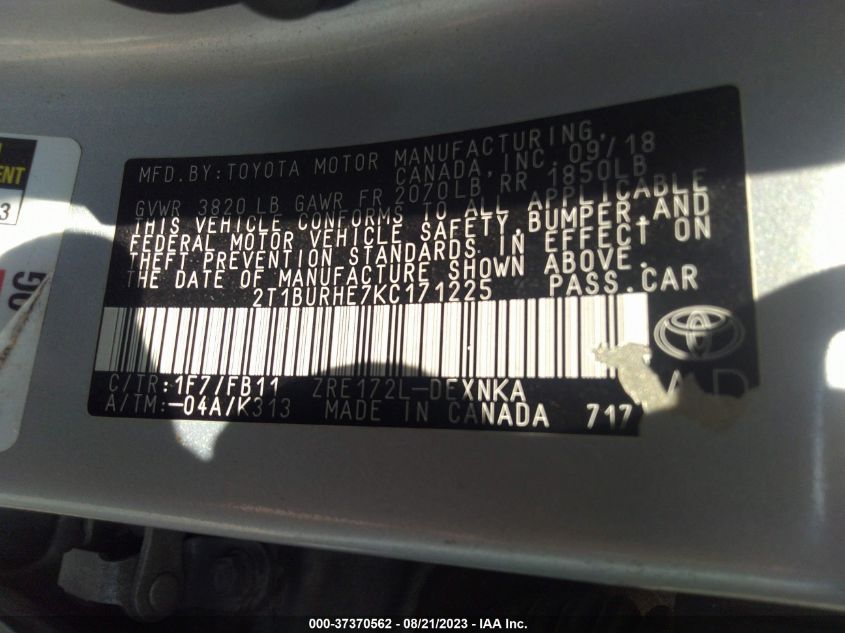 MFD.BY:TOYOTA MOTOR MANUFACTURING,
CANADA, INC. 09/18
GVWR 3820 LB GAWR FR 2070LB RR 1850LB
THIS VEHICLE CONFORMS TO ALL APPLICABLE
FEDERAL MOTOR VEHICLE SAFETY,BUMPER,AND
THEFT PREVENTION STANDARDS IN EFFECT ON
THE DATE OF MANUFACTURE SHOWN ABOVE.
2T1BURHE7KC171225 PASS.CAR
C/TR:1F7/FB11 ZRE172L-DEXNKA
A/TM:-04A/K313 MADE IN CANADA 717
3
OG
000-37370562 / 08/21/2023 / IAA Inc.